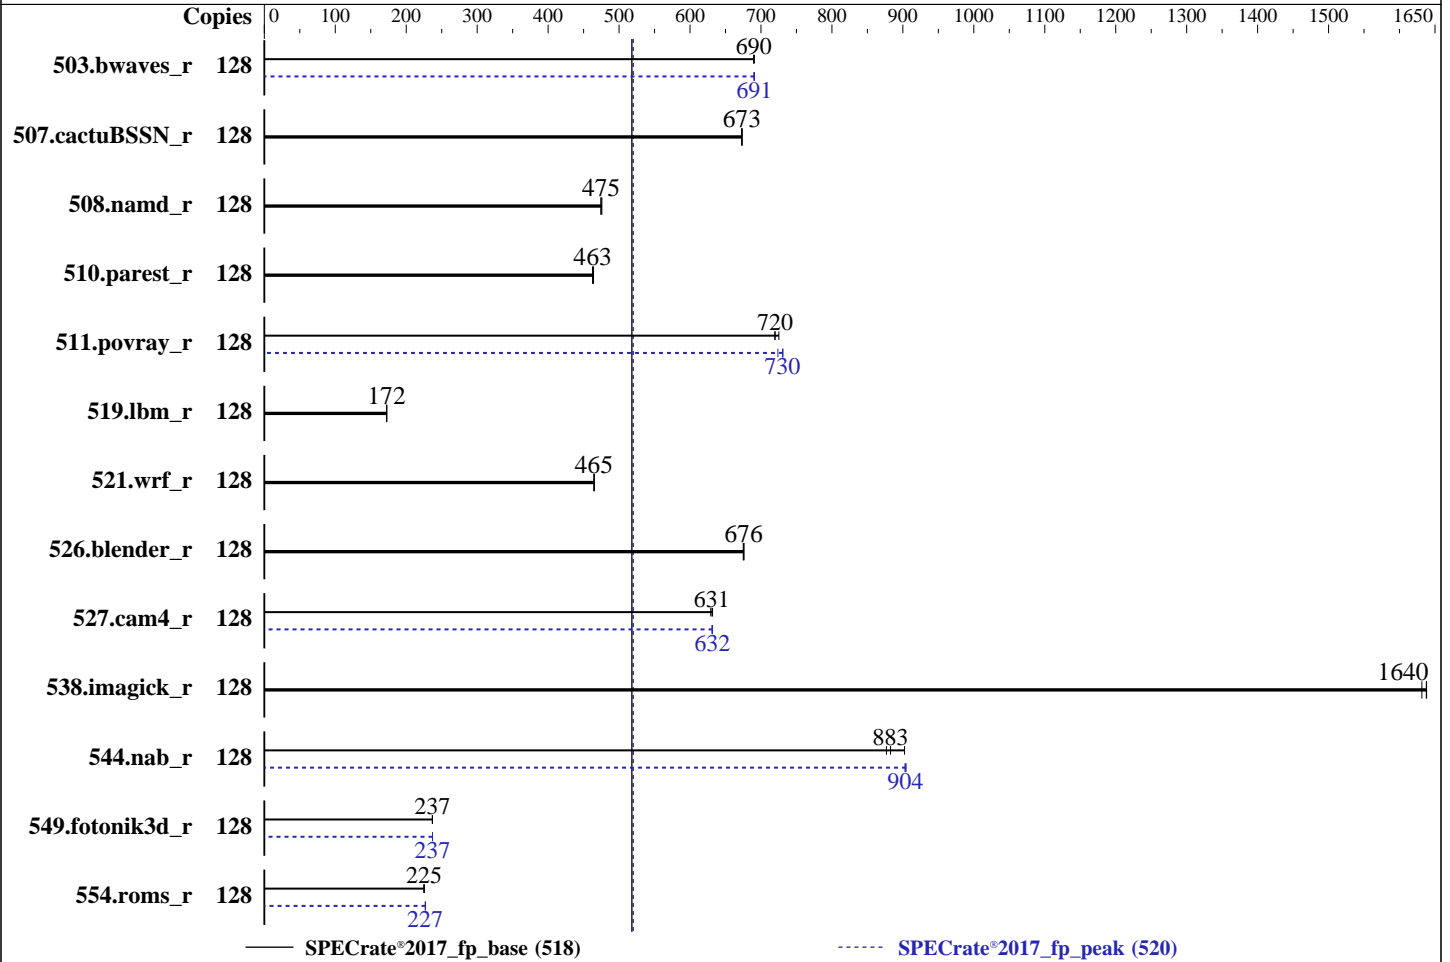 Copies 0 100 200 300 400 500 600 700 800 900 1000 1100 1200 1300 1400 1500 1650
503.bwaves_r 128 690
691
507.cactuBSSN_r 128 673
508.namd_r 128 475
510.parest_r 128 463
511.povray_r 128 720
730
519.lbm_r 128 172
521.wrf_r 128 465
526.blender_r 128 676
527.cam4_r 128 631
632
538.imagick_r 128 1640
544.nab_r 128 883
904
549.fotonik3d_r 128 237
237
554.roms_r 128 225
227
SPECrate®2017_fp_base (518) SPECrate®2017_fp_peak (520)